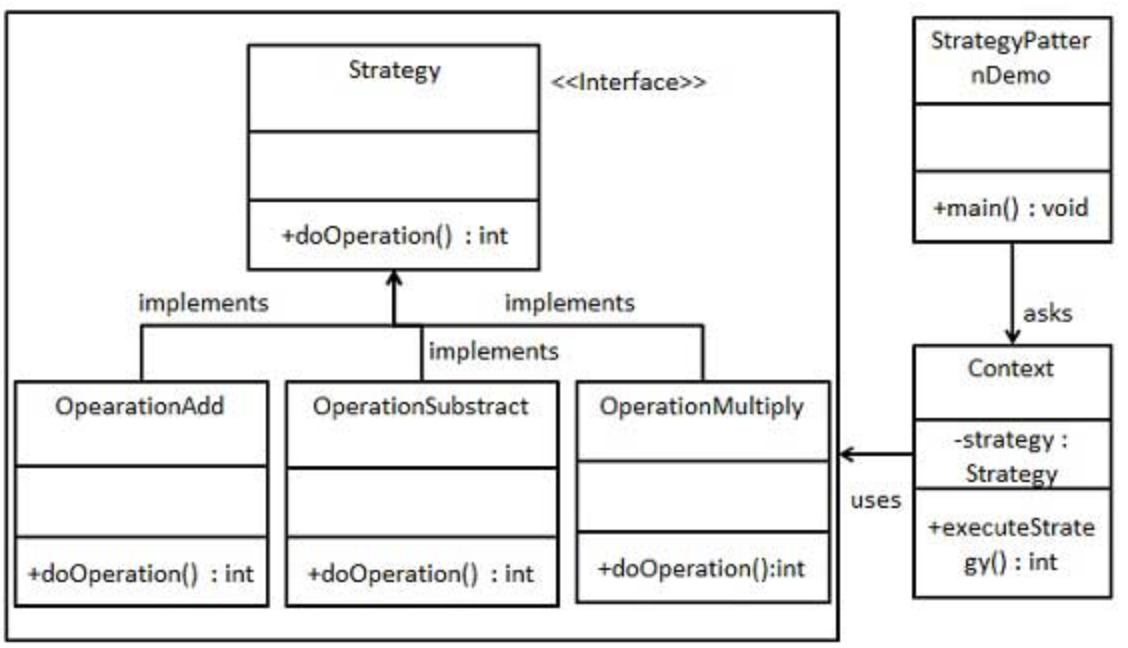 Strategy
<<Interface>>
+doOperation() : int
implements
implements
implements
OpearationAdd
+doOperation() : int
OperationSubstract
+doOperation() : int
OperationMultiply
+doOperation():int
StrategyPatter
nDemo
+main() : void
asks
Context
-strategy :
Strategy
+executeStrate
gy() : int
uses